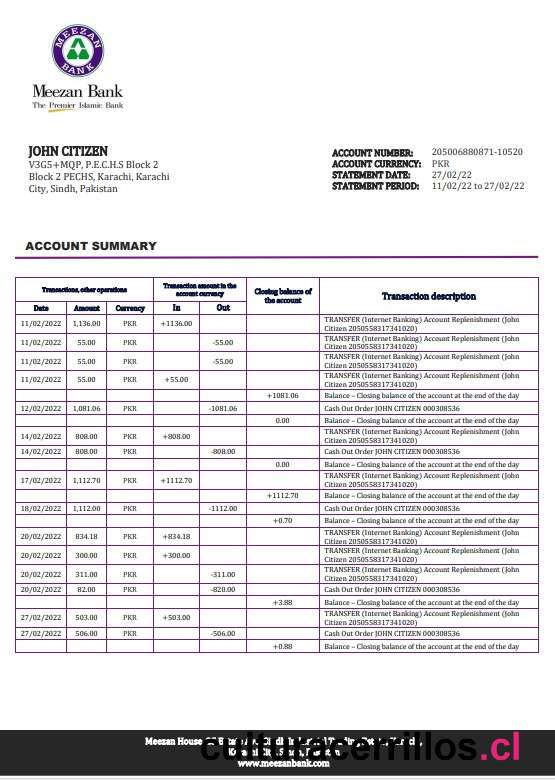 MEEZAN BANK
Meezan Bank
The Premier Islamic Bank
JOHN CITIZEN
V3G5+MQP, P.E.C.H.S Block 2
Block 2 PECHS, Karachi, Karachi
City, Sindh, Pakistan
ACCOUNT NUMBER: 205006880871-10520
ACCOUNT CURRENCY: PKR
STATEMENT DATE: 27/02/22
STATEMENT PERIOD: 11/02/22 to 27/02/22
ACCOUNT SUMMARY
Transactions, other operations
Transaction amount in the
account currency
Closing balance of
the account
Transaction description
Date Amount Currency In Out
11/02/2022 1,136.00 PKR +1136.00 TRANSFER (Internet Banking) Account Replenishment (John
Citizen 2050558317341020)
11/02/2022 55.00 PKR -55.00 TRANSFER (Internet Banking) Account Replenishment (John
Citizen 2050558317341020)
11/02/2022 55.00 PKR -55.00 TRANSFER (Internet Banking) Account Replenishment (John
Citizen 2050558317341020)
11/02/2022 55.00 PKR +55.00 TRANSFER (Internet Banking) Account Replenishment (John
Citizen 2050558317341020)
+1081.06 Balance – Closing balance of the account at the end of the day
12/02/2022 1,081.06 PKR -1081.06 Cash Out Order JOHN CITIZEN 000308536
0.00 Balance – Closing balance of the account at the end of the day
14/02/2022 808.00 PKR +808.00 TRANSFER (Internet Banking) Account Replenishment (John
Citizen 2050558317341020)
14/02/2022 808.00 PKR -808.00 Cash Out Order JOHN CITIZEN 000308536
0.00 Balance – Closing balance of the account at the end of the day
17/02/2022 1,112.70 PKR +1112.70 TRANSFER (Internet Banking) Account Replenishment (John
Citizen 2050558317341020)
+1112.70 Balance – Closing balance of the account at the end of the day
18/02/2022 1,112.00 PKR -1112.00 Cash Out Order JOHN CITIZEN 000308536
+0.70 Balance – Closing balance of the account at the end of the day
20/02/2022 834.18 PKR +834.18 TRANSFER (Internet Banking) Account Replenishment (John
Citizen 2050558317341020)
20/02/2022 300.00 PKR +300.00 TRANSFER (Internet Banking) Account Replenishment (John
Citizen 2050558317341020)
20/02/2022 311.00 PKR -311.00 TRANSFER (Internet Banking) Account Replenishment (John
Citizen 2050558317341020)
20/02/2022 82.00 PKR -820.00 Cash Out Order JOHN CITIZEN 000308536
+3.88 Balance – Closing balance of the account at the end of the day
27/02/2022 503.00 PKR +503.00 TRANSFER (Internet Banking) Account Replenishment (John
Citizen 2050558317341020)
27/02/2022 506.00 PKR -506.00 Cash Out Order JOHN CITIZEN 000308536
+0.88 Balance – Closing balance of the account at the end of the day
Meezan House
Karachi City, Sindh, Pakistan
www.meezanbank.com
culturacerrillos.cl